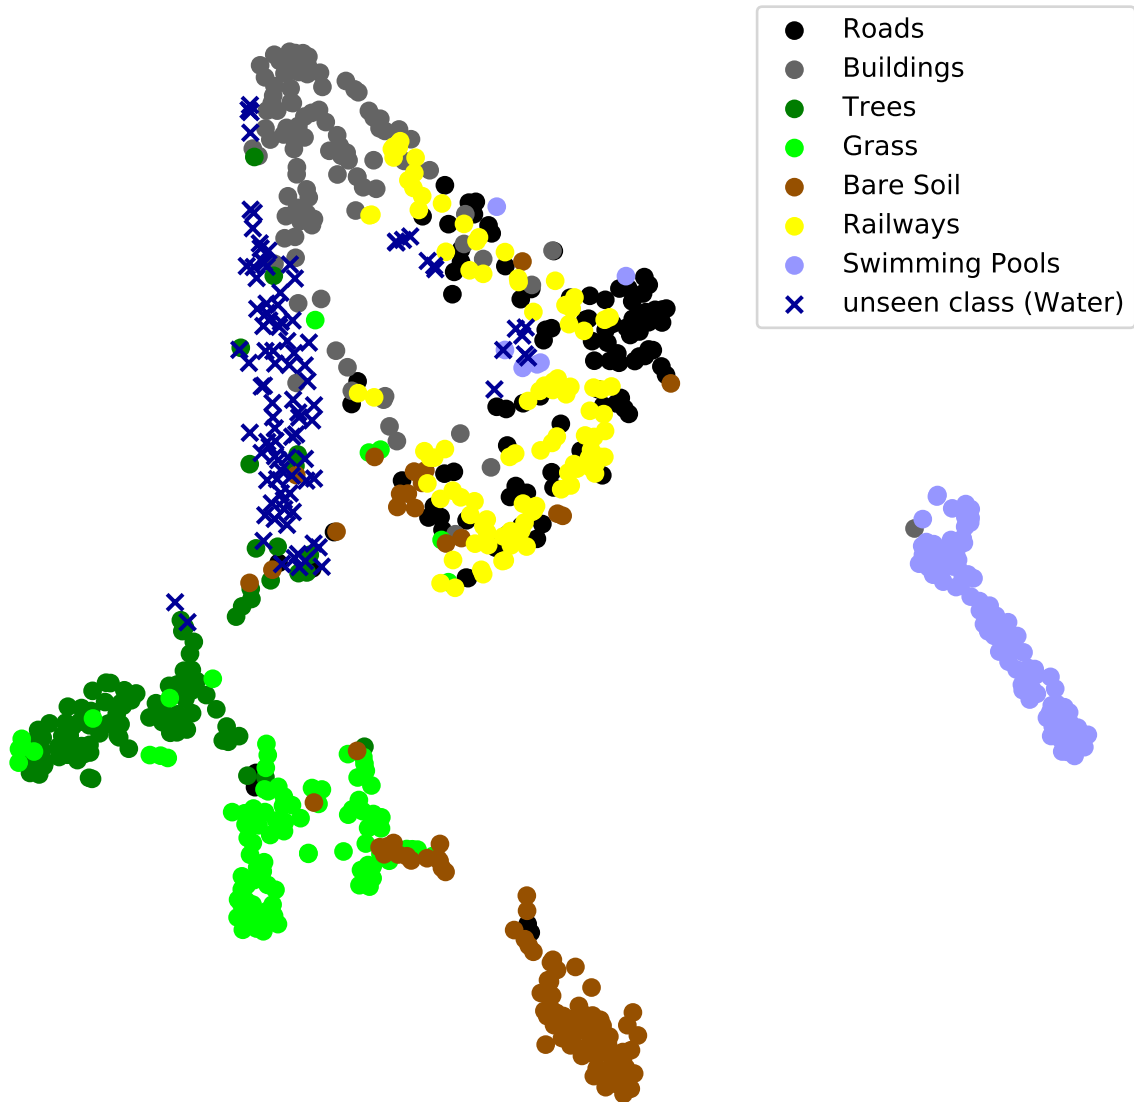 Roads
Buildings
Trees
Grass
Bare Soil
Railways
Swimming Pools
unseen class (Water)